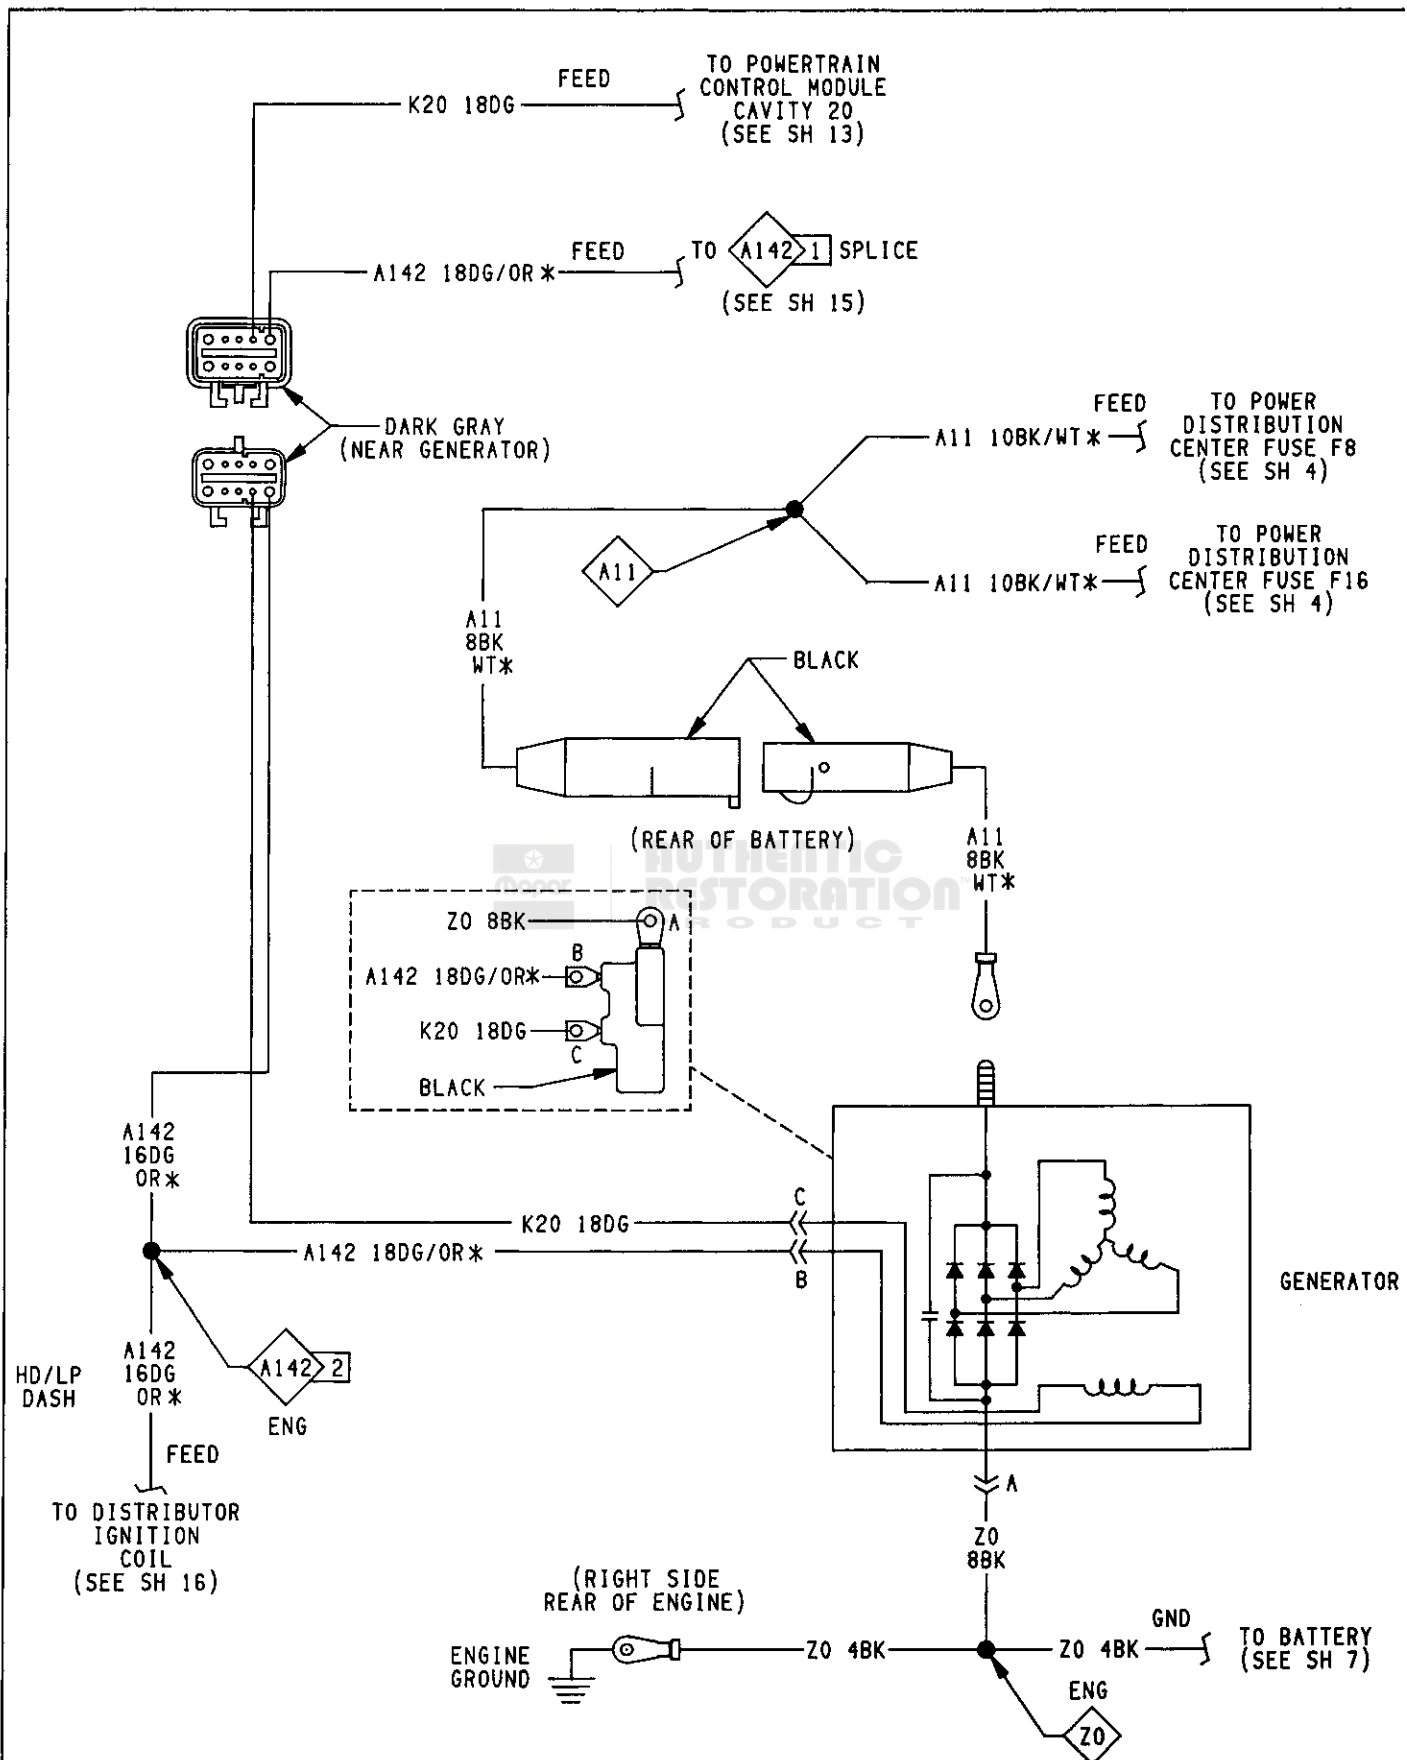 FEED
K20 18DG
TO POWERTRAIN
CONTROL MODULE
CAVITY 20
(SEE SH 13)
A142 18DG/OR*
FEED
TO A142 1 SPLICE
(SEE SH 15)
DARK GRAY
(NEAR GENERATOR)
FEED
A11 10BK/WT*
TO POWER
DISTRIBUTION
CENTER FUSE F8
(SEE SH 4)
A11
FEED
A11 10BK/WT*
TO POWER
DISTRIBUTION
CENTER FUSE F16
(SEE SH 4)
A11
8BK
WT*
BLACK
(REAR OF BATTERY)
A11
8BK
WT*
Mopar
AUTHENTIC
RESTORATION™
PRODUCT
Z0 8BK
A
B
A142 18DG/OR*
K20 18DG
C
BLACK
A142
16DG
OR*
C
K20 18DG
A142 18DG/OR*
B
GENERATOR
HD/LP
DASH
A142
16DG
OR*
A142 2
ENG
FEED
TO DISTRIBUTOR
IGNITION
COIL
(SEE SH 16)
A
Z0
8BK
(RIGHT SIDE
REAR OF ENGINE)
ENGINE
GROUND
Z0 4BK
Z0 4BK
GND
TO BATTERY
(SEE SH 7)
ENG
Z0